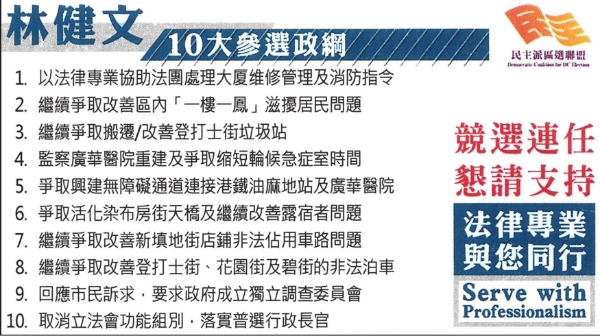 林健文
10大參選政綱
民主
民主派區選聯盟
Democratic Coalition for DC Election
1. 以法律專業協助法團處理大厦维修管理及消防指令
2. 繼續爭取改善區內「一樓一鳳」滋擾居民問題
3. 繼續爭取搬遷/改善登打士街垃圾站
4. 監察廣華醫院重建及爭取缩短輪候急症室時間
5. 爭取興建無障礙通道連接港鐵油麻地站及廣華醫院
6. 爭取活化染布房街天橋及繼續改善露宿者問題
7. 繼續爭取改善新填地街店鋪非法佔用車路問題
8. 繼續爭取改善登打士街、花園街及碧街的非法泊車
9. 回應市民訴求，要求政府成立獨立調查委員會
10. 取消立法會功能組別，落實普選行政長官
競選連任
懇請支持
法律專業
與您同行
Serve with
Professionalism